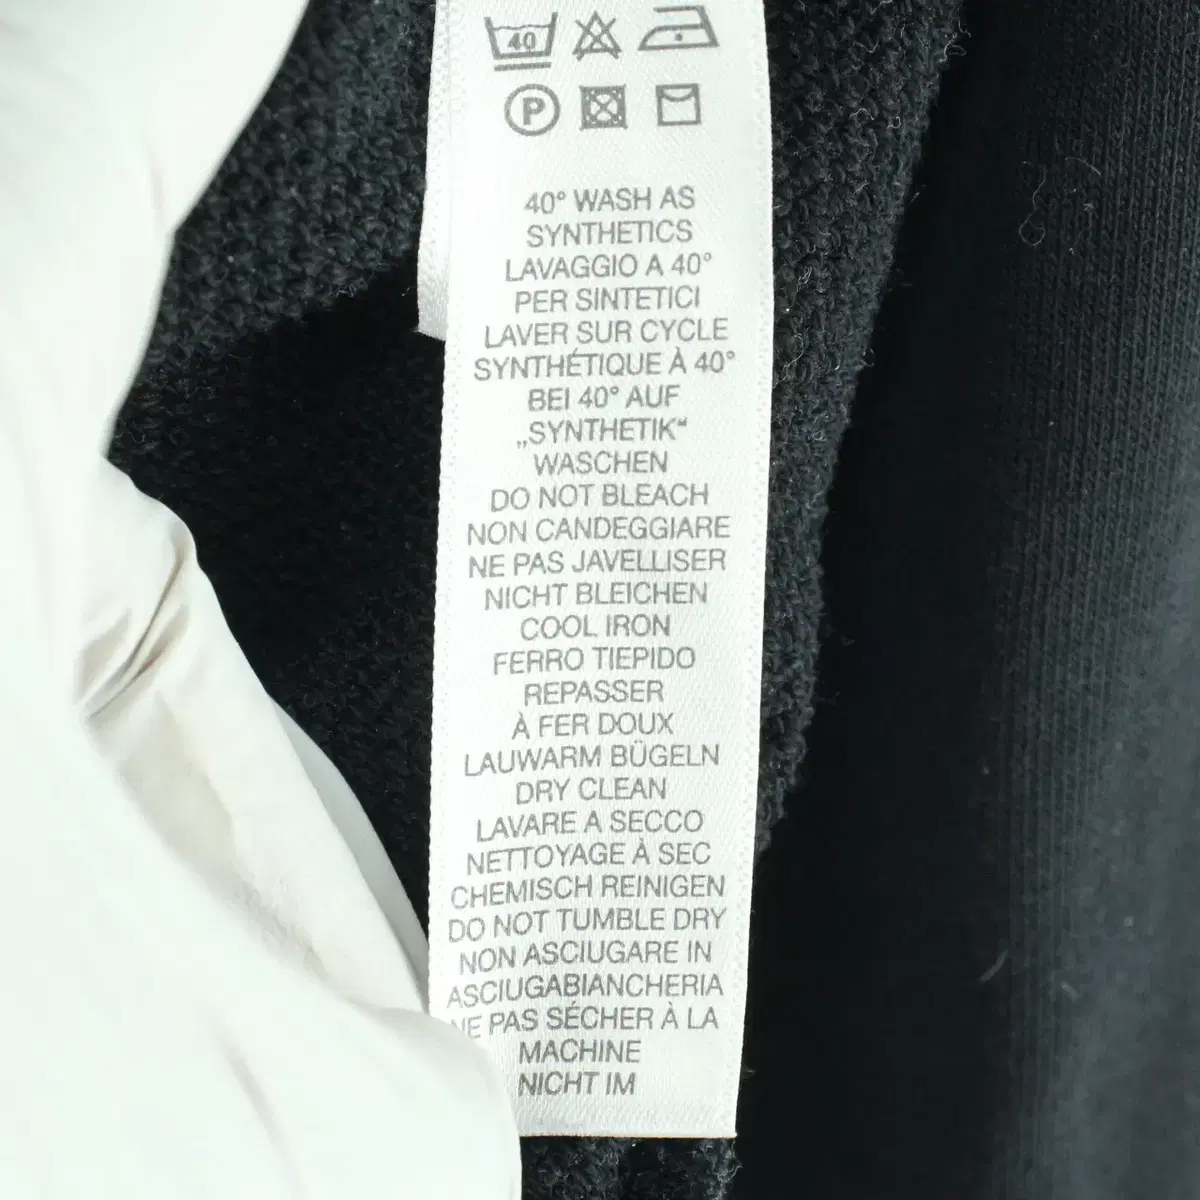 40
P
40° WASH AS
SYNTHETICS
LAVAGGIO A 40°
PER SINTETICI
LAVER SUR CYCLE
SYNTHÉTIQUE À 40°
BEI 40° AUF
„SYNTHETIK“
WASCHEN
DO NOT BLEACH
NON CANDEGGIARE
NE PAS JAVELLISER
NICHT BLEICHEN
COOL IRON
FERRO TIEPIDO
REPASSER
À FER DOUX
LAUWARM BÜGELN
DRY CLEAN
LAVARE A SECCO
NETTOYAGE À SEC
CHEMISCH REINIGEN
DO NOT TUMBLE DRY
NON ASCIUGARE IN
ASCIUGABIANCHERIA
NE PAS SÉCHER À LA
MACHINE
NICHT IM